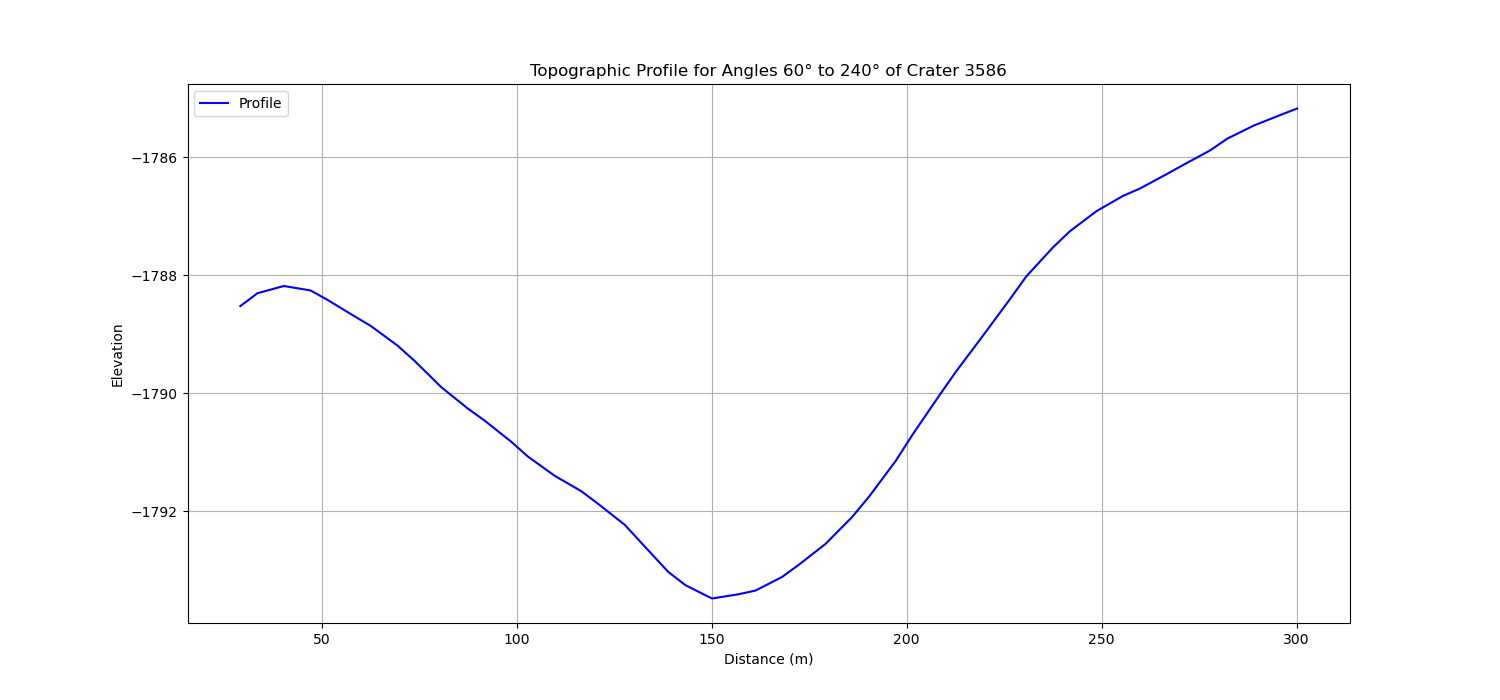 Topographic Profile for Angles 60° to 240° of Crater 3586
Profile
−1786
−1788
−1790
−1792
Elevation
50
100
150
200
250
300
Distance (m)